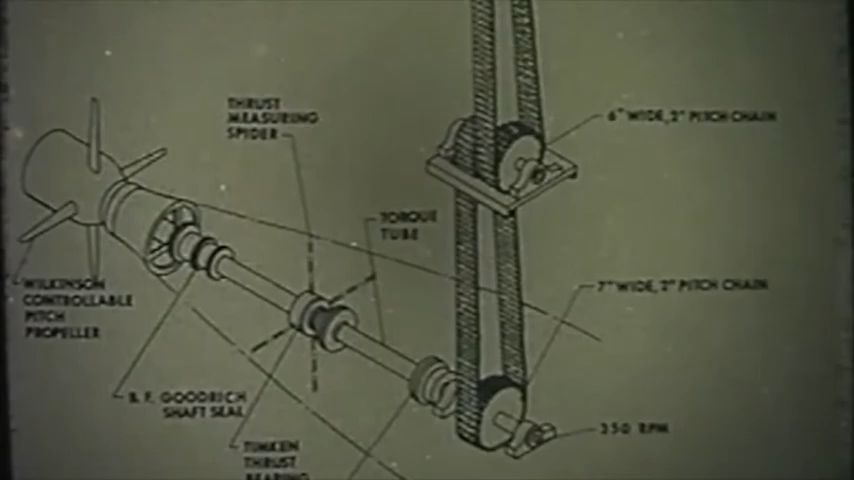 THRUST
MEASURING
SPIDER
6" WIDE, 2" PITCH CHAIN
TORQUE
TUBE
WILKINSON
CONTROLLABLE
PITCH
PROPELLER
7" WIDE, 2" PITCH CHAIN
B. F. GOODRICH
SHAFT SEAL
350 RPM
TIMKEN
THRUST
BEARING